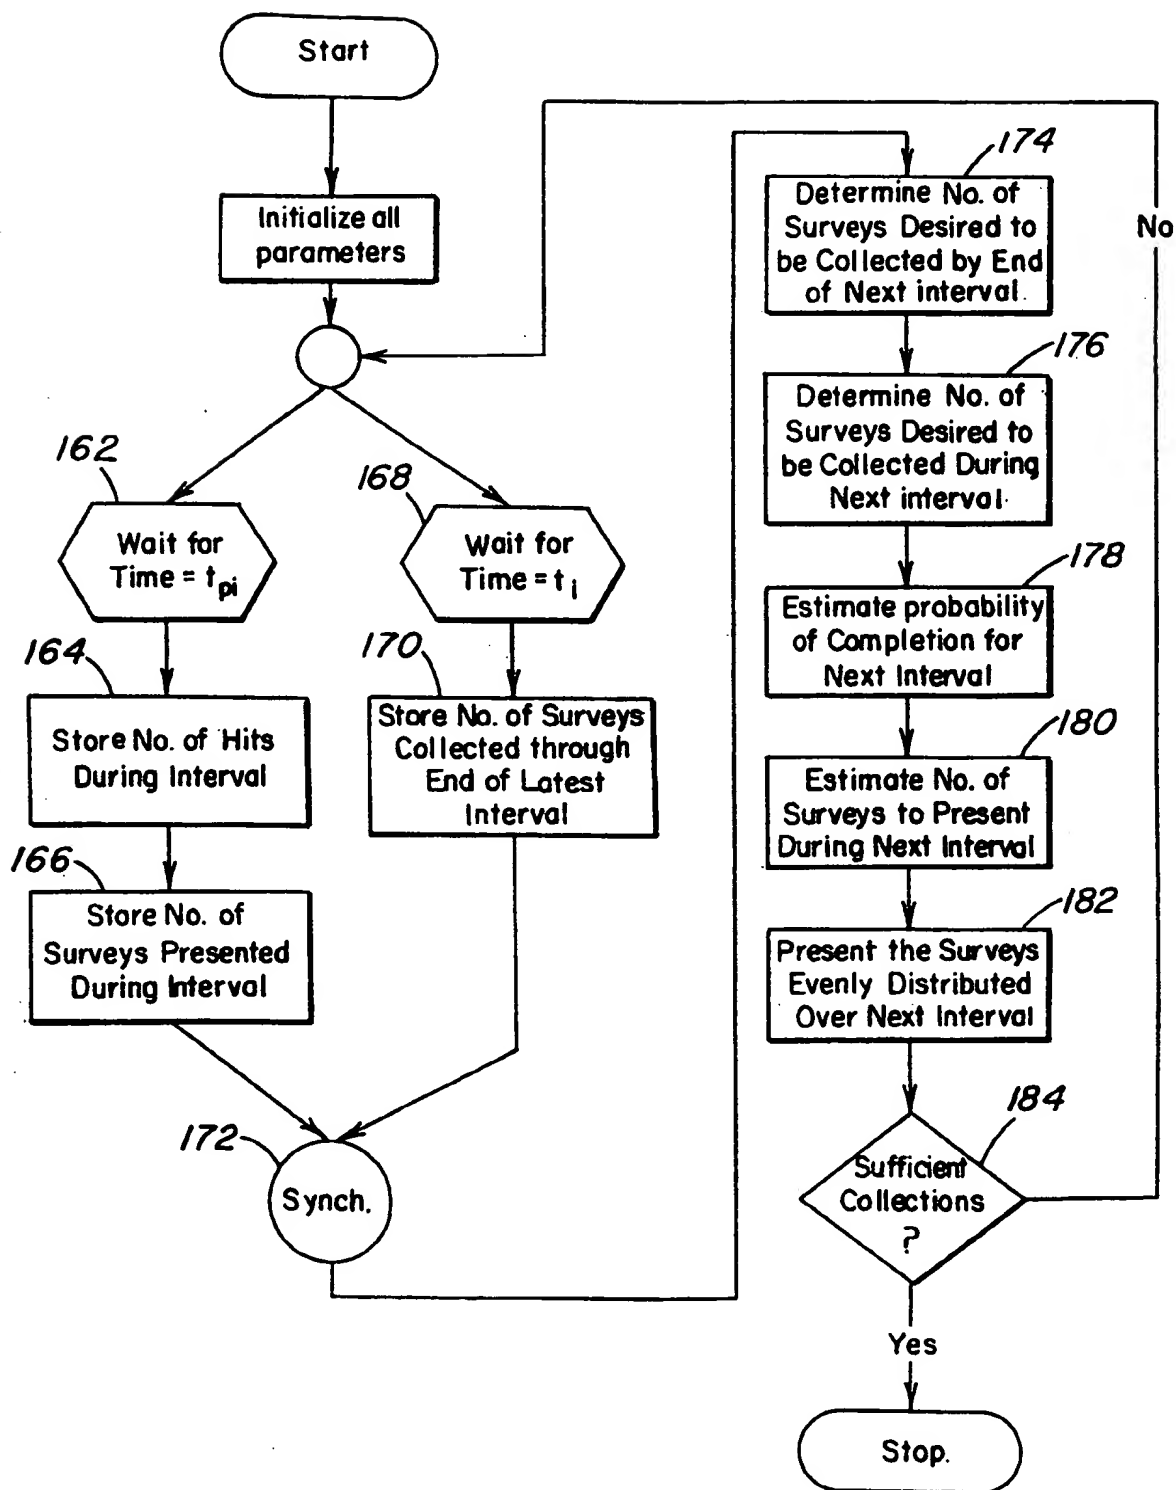 Start
Initialize all
parameters
162
Wait for
Time = tpi
164
Store No. of Hits
During Interval
166
Store No. of
Surveys Presented
During Interval
168
Wait for
Time = ti
170
Store No. of Surveys
Collected through
End of Latest
Interval
172
Synch.
174
Determine No. of
Surveys Desired to
be Collected by End
of Next interval.
176
Determine No. of
Surveys Desired to
be Collected During
Next interval.
178
Estimate probability
of Completion for
Next Interval
180
Estimate No. of
Surveys to Present
During Next Interval
182
Present the Surveys
Evenly Distributed
Over Next Interval
184
Sufficient
Collections
?
No
Yes
Stop.